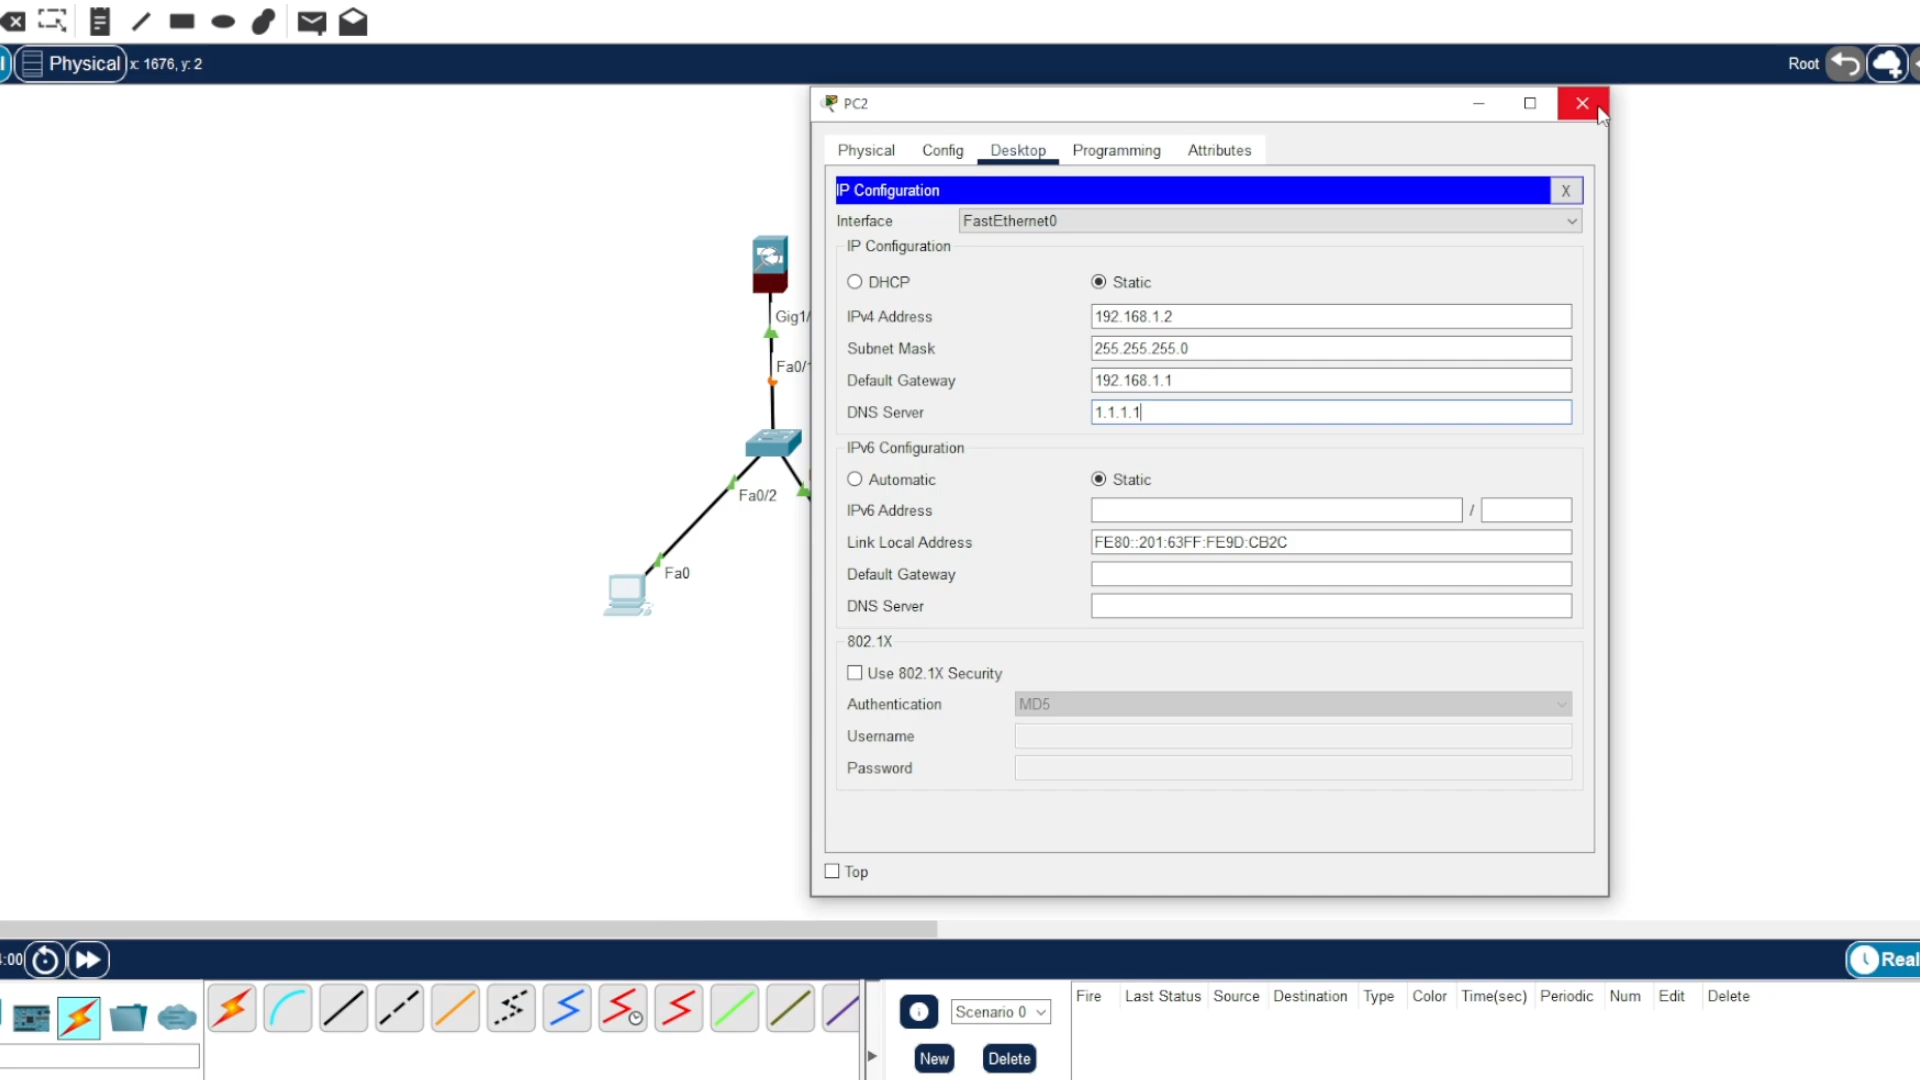 Physical x: 1676, y: 2
Root
PC2
Physical Config Desktop Programming Attributes
IP Configuration X
Interface FastEthernet0
IP Configuration
DHCP Static
IPv4 Address 192.168.1.2
Subnet Mask 255.255.255.0
Default Gateway 192.168.1.1
DNS Server 1.1.1.1
IPv6 Configuration
Automatic Static
IPv6 Address /
Link Local Address FE80::201:63FF:FE9D:CB2C
Default Gateway
DNS Server
802.1X
Use 802.1X Security
Authentication MD5
Username
Password
Top
Gig1/
Fa0/1
Fa0/2
Fa0
:00
Real
Scenario 0
New Delete
Fire Last Status Source Destination Type Color Time(sec) Periodic Num Edit Delete